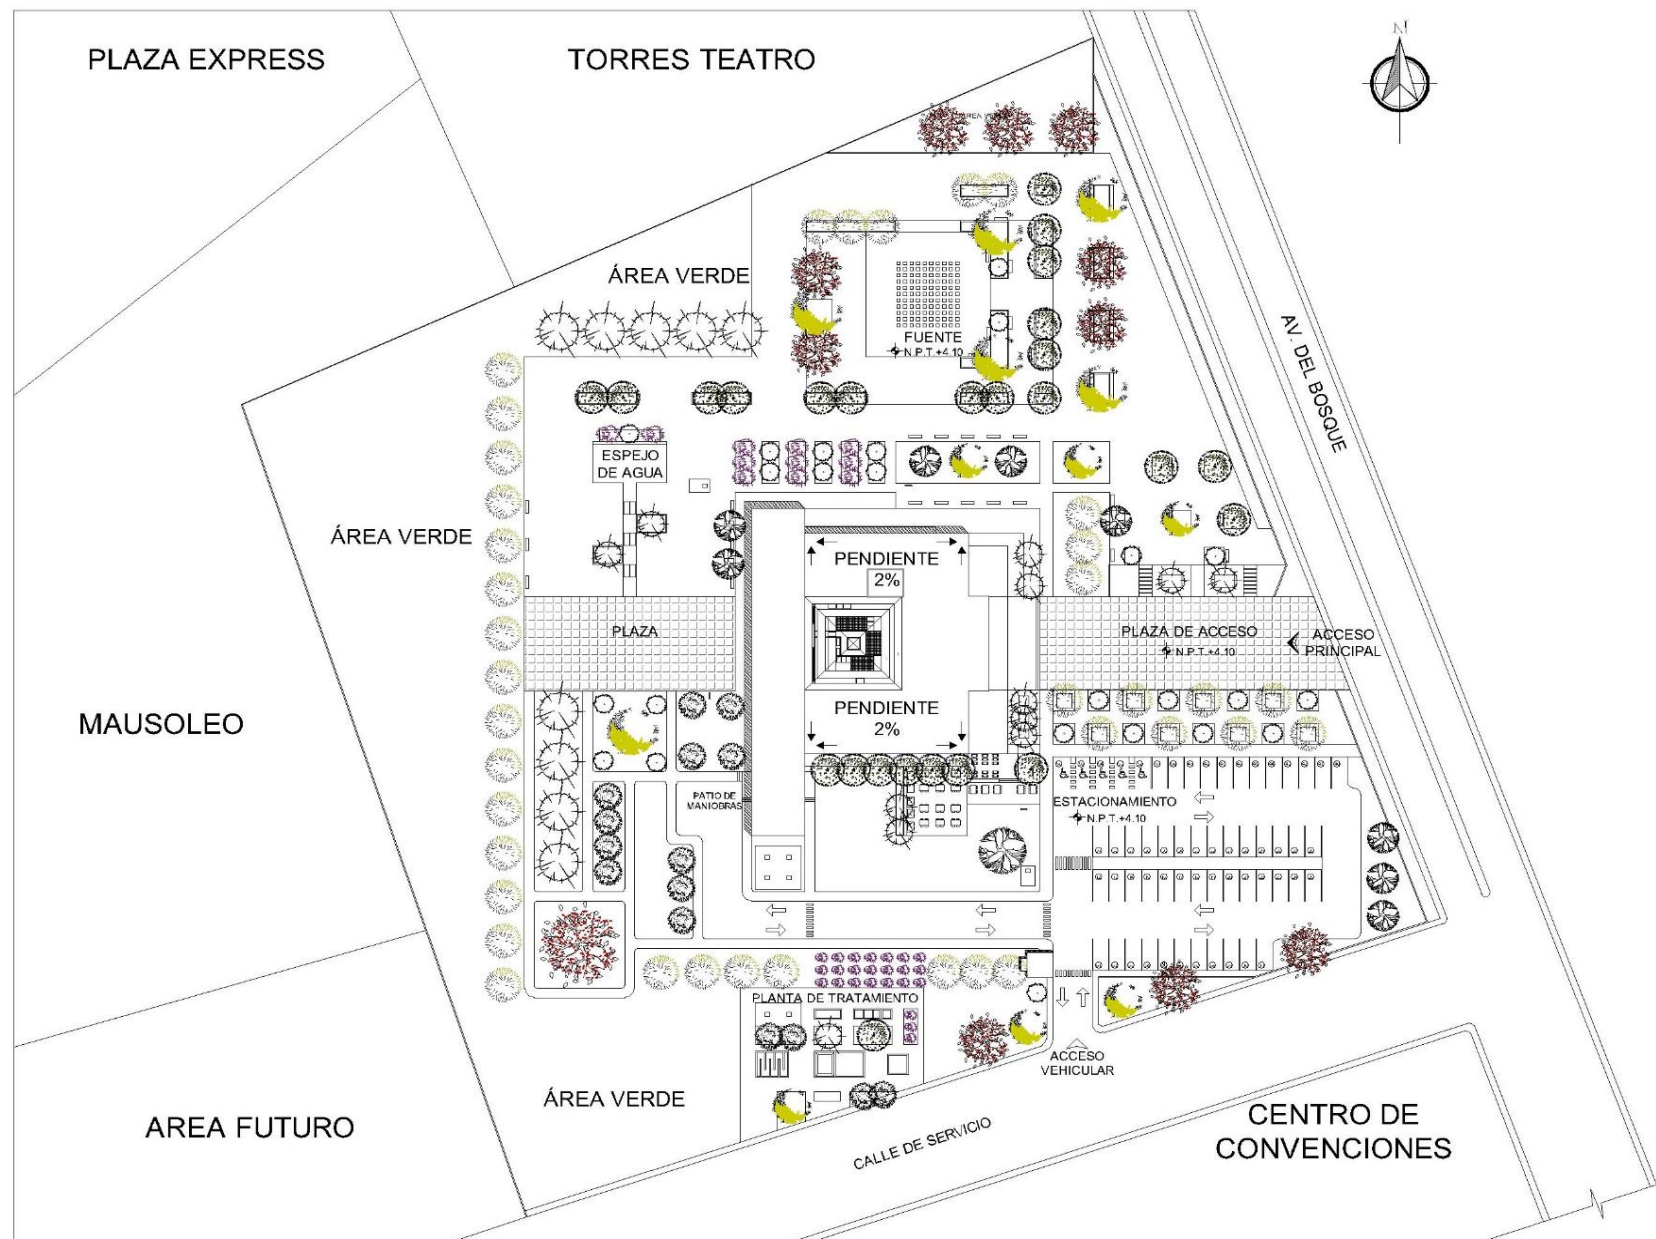 PLAZA EXPRESS
TORRES TEATRO
N
ÁREA VERDE
FUENTE
N.P.T.+4.10
AV. DEL BOSQUE
ESPEJO
DE AGUA
ÁREA VERDE
PENDIENTE
2%
PLAZA
PLAZA DE ACCESO
N.P.T.+4.10
ACCESO
PRINCIPAL
MAUSOLEO
PENDIENTE
2%
PATIO DE
MANIOBRAS
ESTACIONAMIENTO
N.P.T.+4.10
PLANTA DE TRATAMIENTO
ACCESO
VEHICULAR
ÁREA VERDE
AREA FUTURO
CALLE DE SERVICIO
CENTRO DE
CONVENCIONES